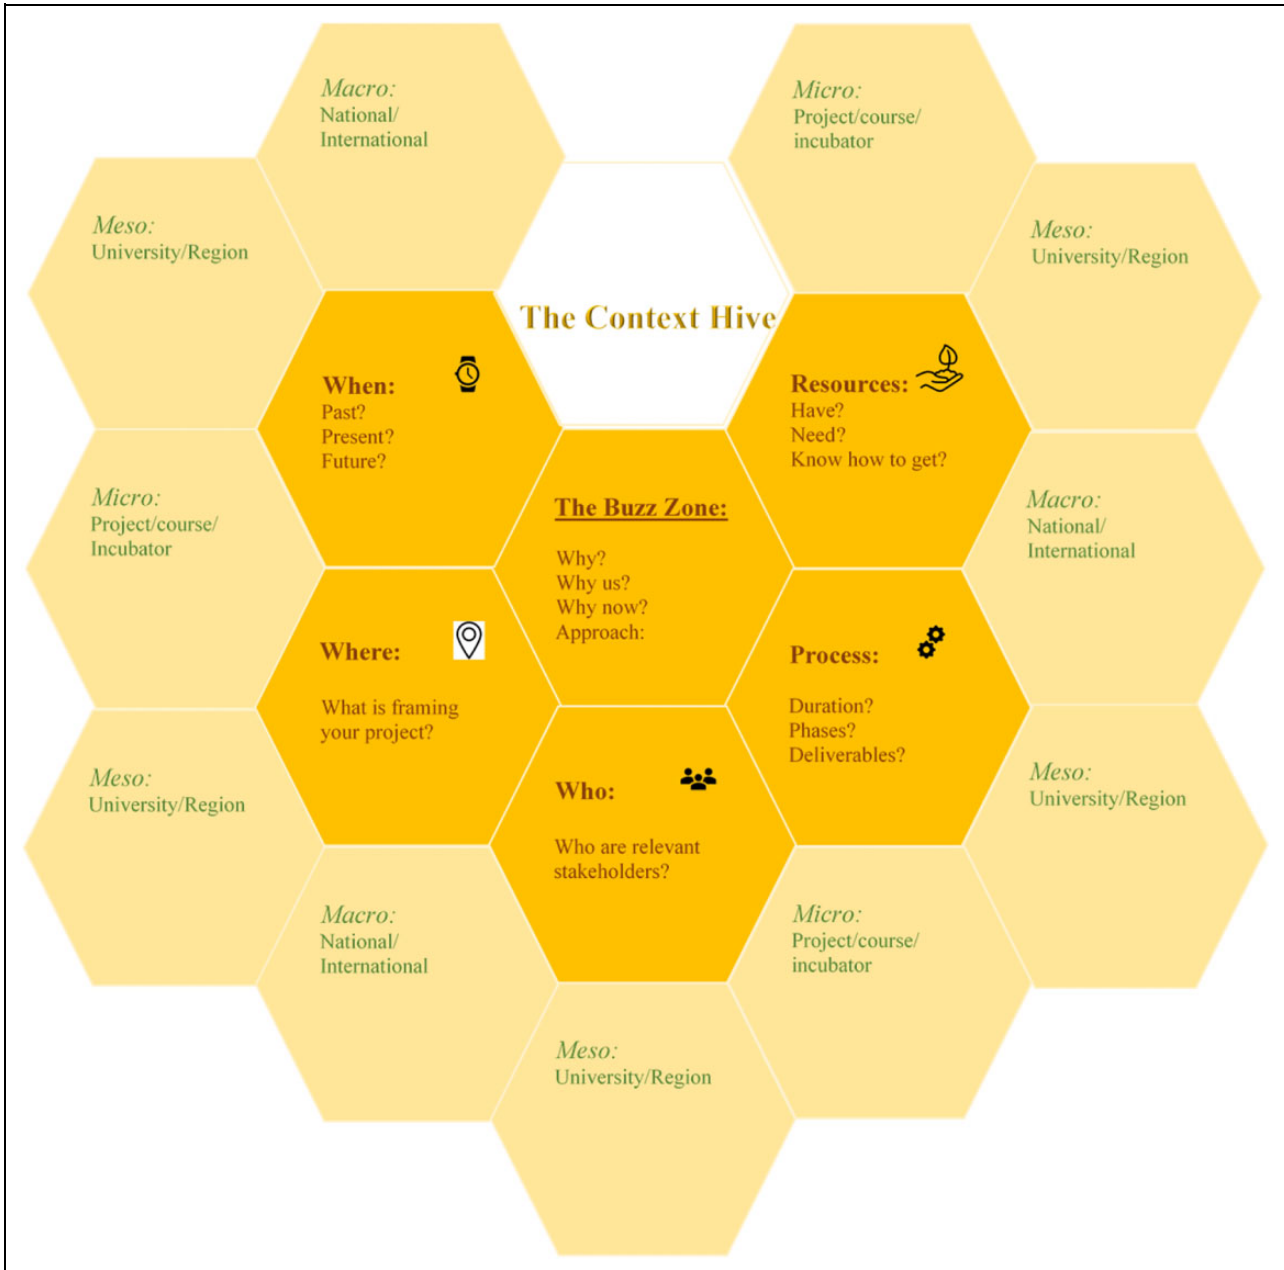 Macro:
National/
International
Micro:
Project/course/
incubator
Meso:
University/Region
Meso:
University/Region
The Context Hive
When:
Past?
Present?
Future?
Resources:
Have?
Need?
Know how to get?
Micro:
Project/course/
Incubator
The Buzz Zone:
Why?
Why us?
Why now?
Approach:
Macro:
National/
International
Where:
What is framing
your project?
Process:
Duration?
Phases?
Deliverables?
Meso:
University/Region
Who:
Who are relevant
stakeholders?
Meso:
University/Region
Macro:
National/
International
Micro:
Project/course/
incubator
Meso:
University/Region